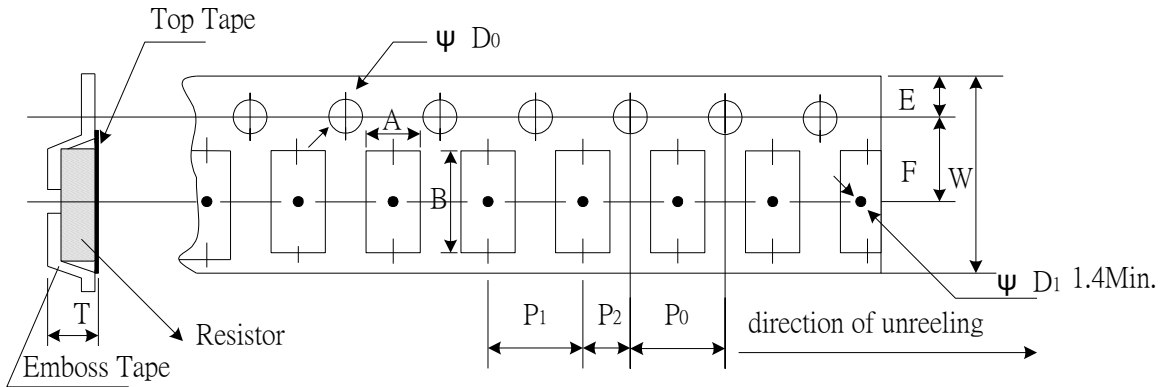 Top Tape
Ψ D0
E
A
F
W
B
Ψ D1 1.4Min.
T
P1
P2
P0
direction of unreeling
Resistor
Emboss Tape